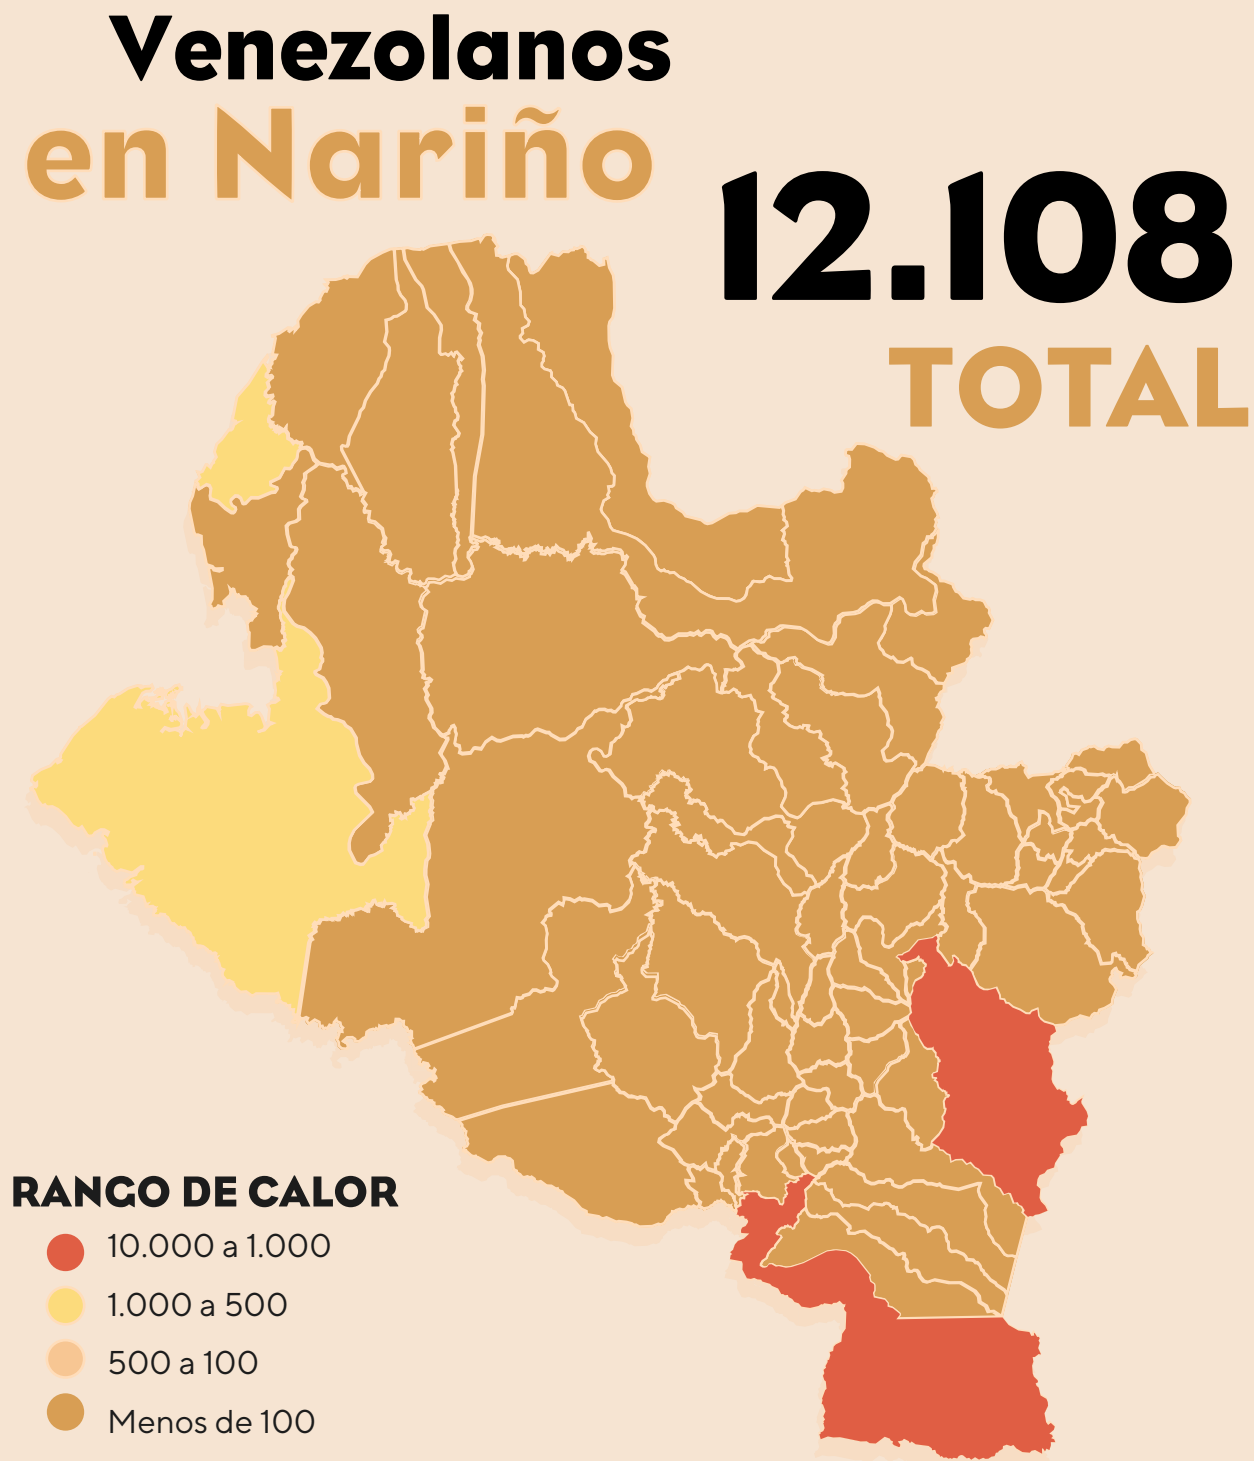 Venezolanos
en Nariño
12.108
TOTAL
RANGO DE CALOR
10.000 a 1.000
1.000 a 500
500 a 100
Menos de 100